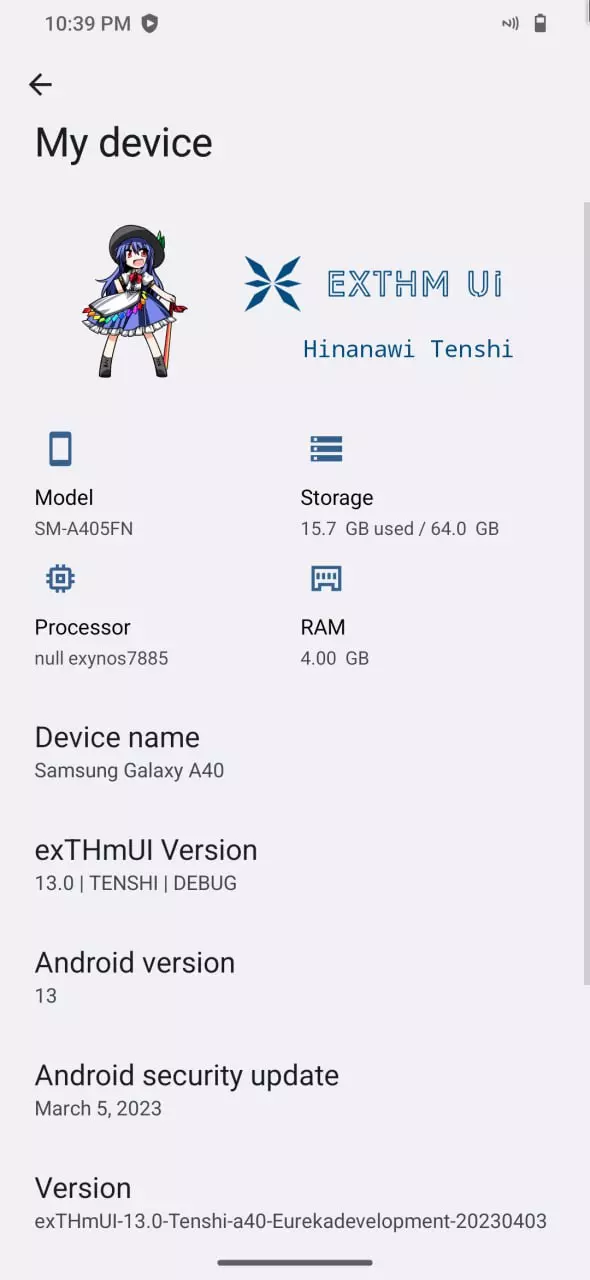 10:39 PM
My device
EXTHM Ui
Hinanawi Tenshi
Model
SM-A405FN
Storage
15.7 GB used / 64.0 GB
Processor
null exynos7885
RAM
4.00 GB
Device name
Samsung Galaxy A40
exTHmUI Version
13.0 | TENSHI | DEBUG
Android version
13
Android security update
March 5, 2023
Version
exTHmUI-13.0-Tenshi-a40-Eurekadevelopment-20230403